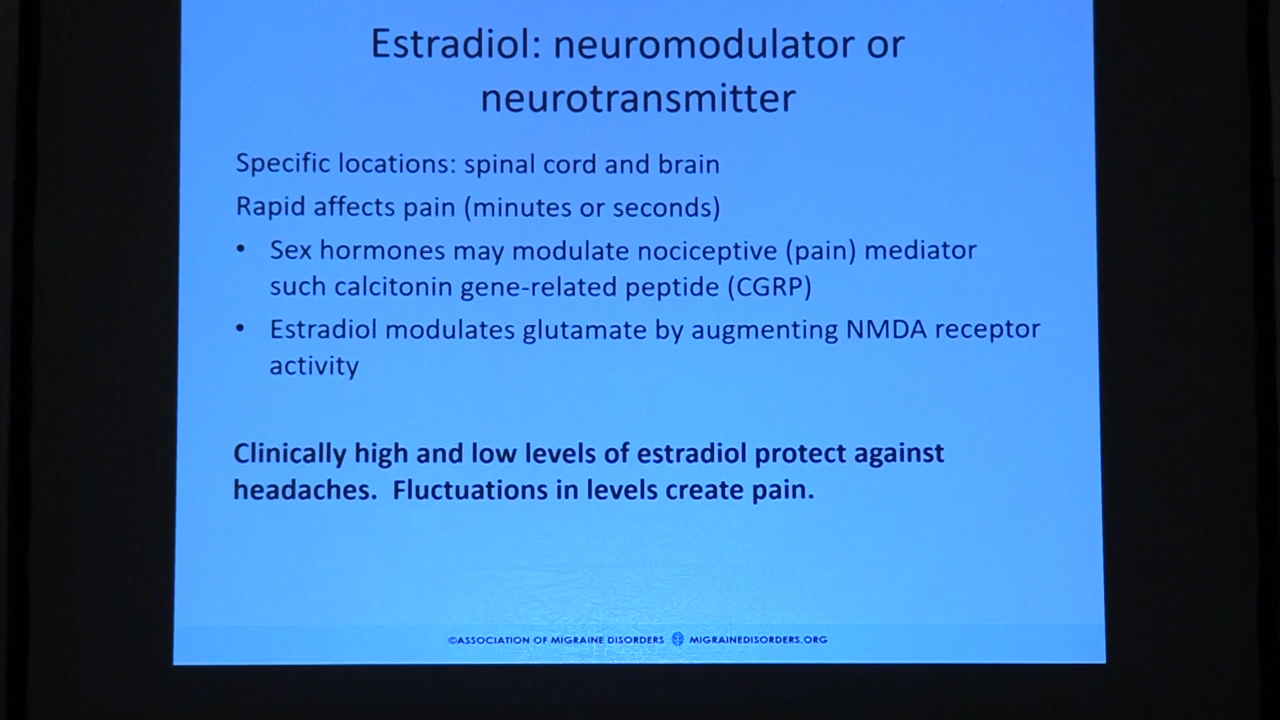 Estradiol: neuromodulator or
neurotransmitter
Specific locations: spinal cord and brain
Rapid affects pain (minutes or seconds)
• Sex hormones may modulate nociceptive (pain) mediator
such calcitonin gene-related peptide (CGRP)
• Estradiol modulates glutamate by augmenting NMDA receptor
activity
Clinically high and low levels of estradiol protect against
headaches. Fluctuations in levels create pain.
©ASSOCIATION OF MIGRAINE DISORDERS MIGRAINEDISORDERS.ORG